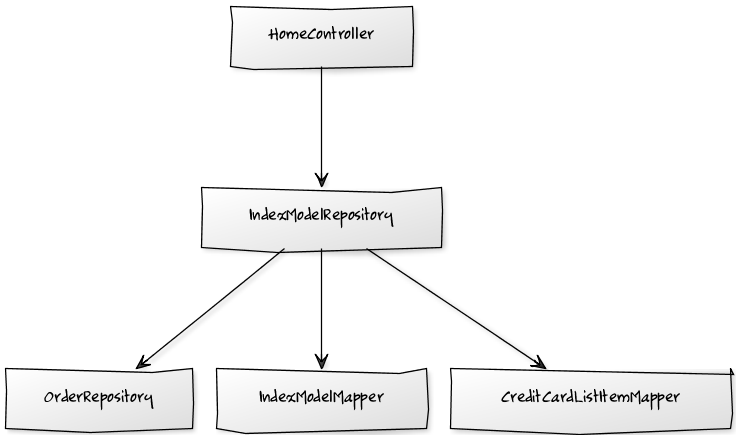 HomeController
IndexModelRepository
OrderRepository
IndexModelMapper
CreditCardListItemMapper